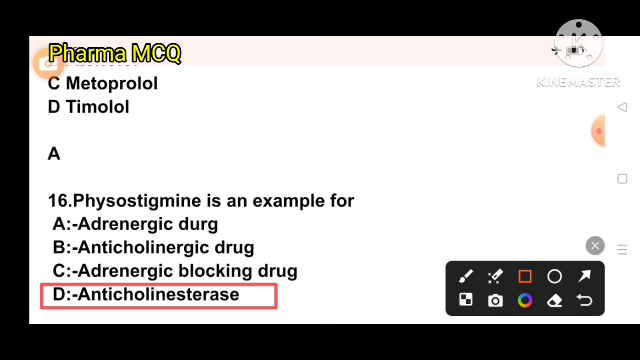 Pharma MCQ
KINEMASTER
C Metoprolol
D Timolol
A
16.Physostigmine is an example for
A:-Adrenergic durg
B:-Anticholinergic drug
C:-Adrenergic blocking drug
D:-Anticholinesterase